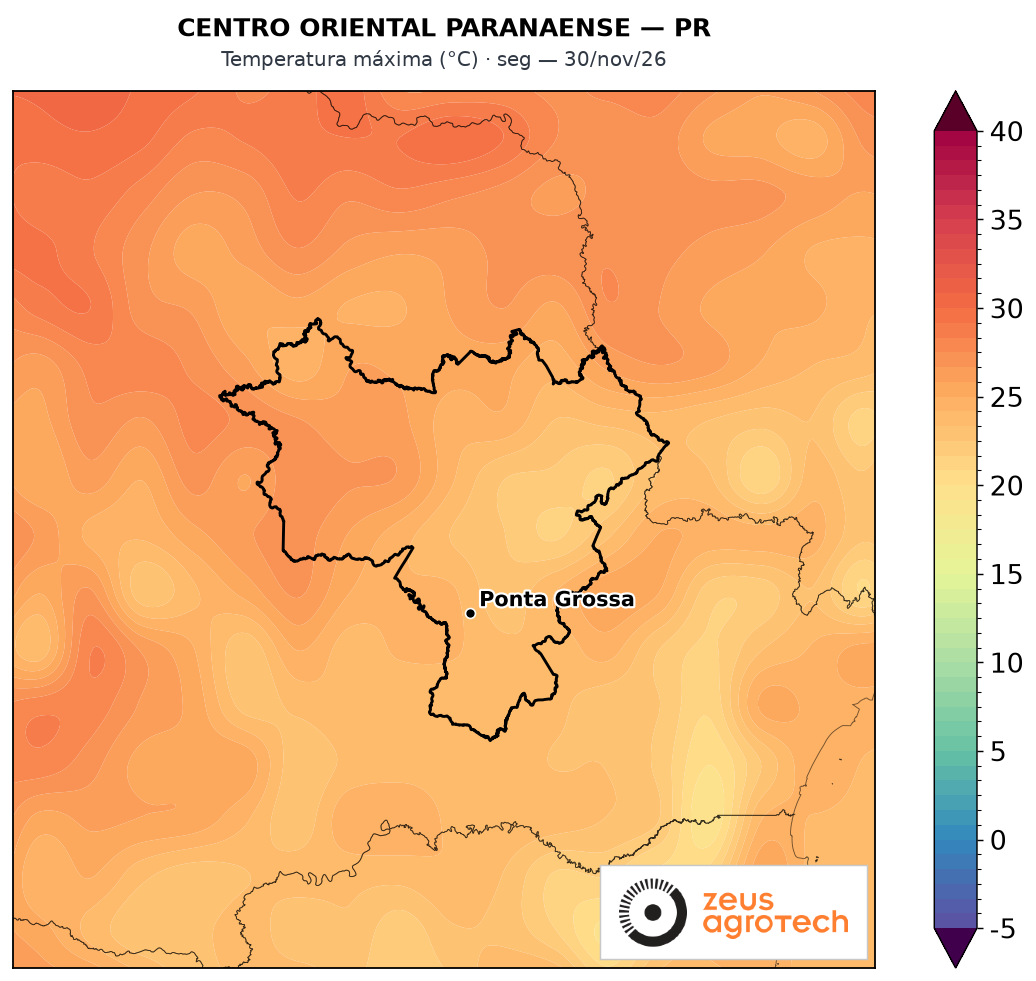 CENTRO ORIENTAL PARANAENSE — PR
Temperatura máxima (°C) · seg — 30/nov/26
40
35
30
25
20
15
10
5
0
-5
Ponta Grossa
zeus
agrotech